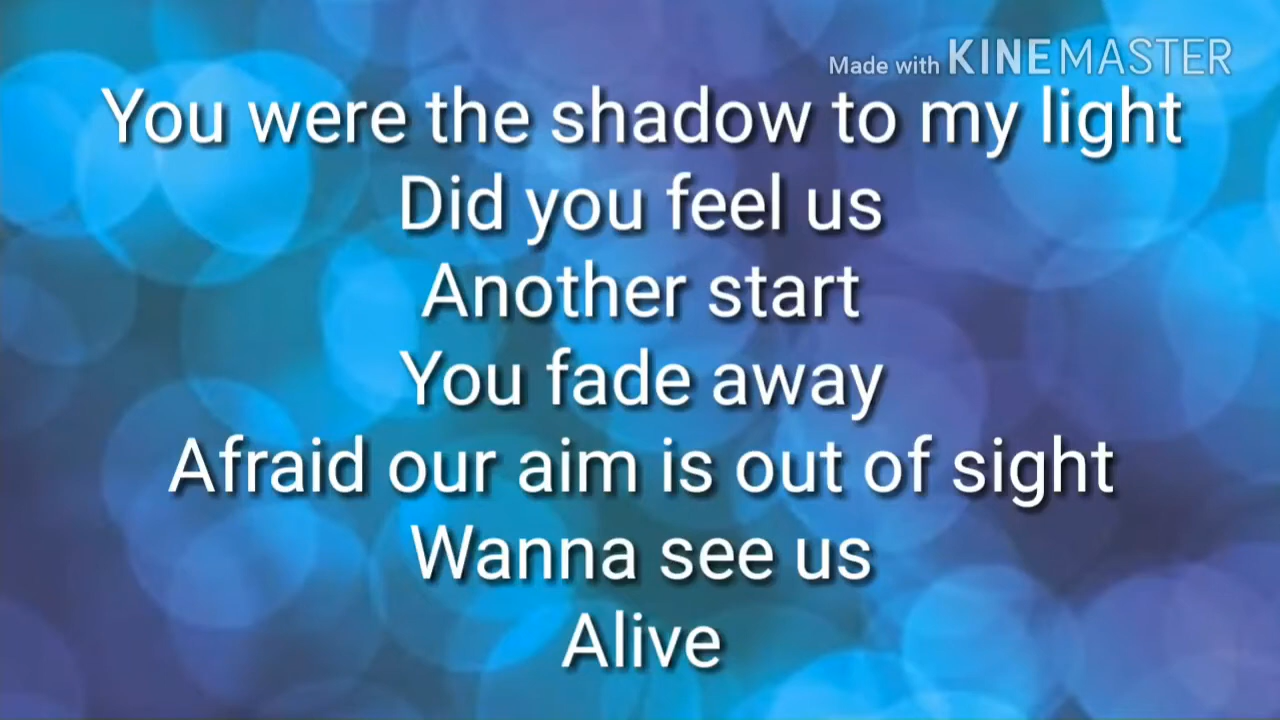 Made with KINEMASTER
You were the shadow to my light
Did you feel us
Another start
You fade away
Afraid our aim is out of sight
Wanna see us
Alive